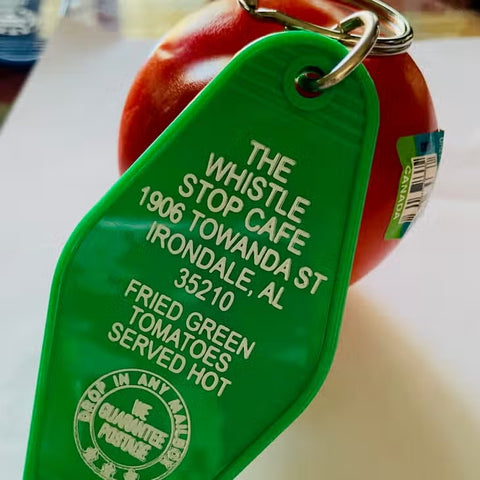 THE
WHISTLE
STOP CAFE
1906 TOWANDA ST
IRONDALE, AL
35210
FRIED GREEN
TOMATOES
SERVED HOT
DROP IN ANY MAILBOX
WE
GUARANTEE
POSTAGE
CANADA